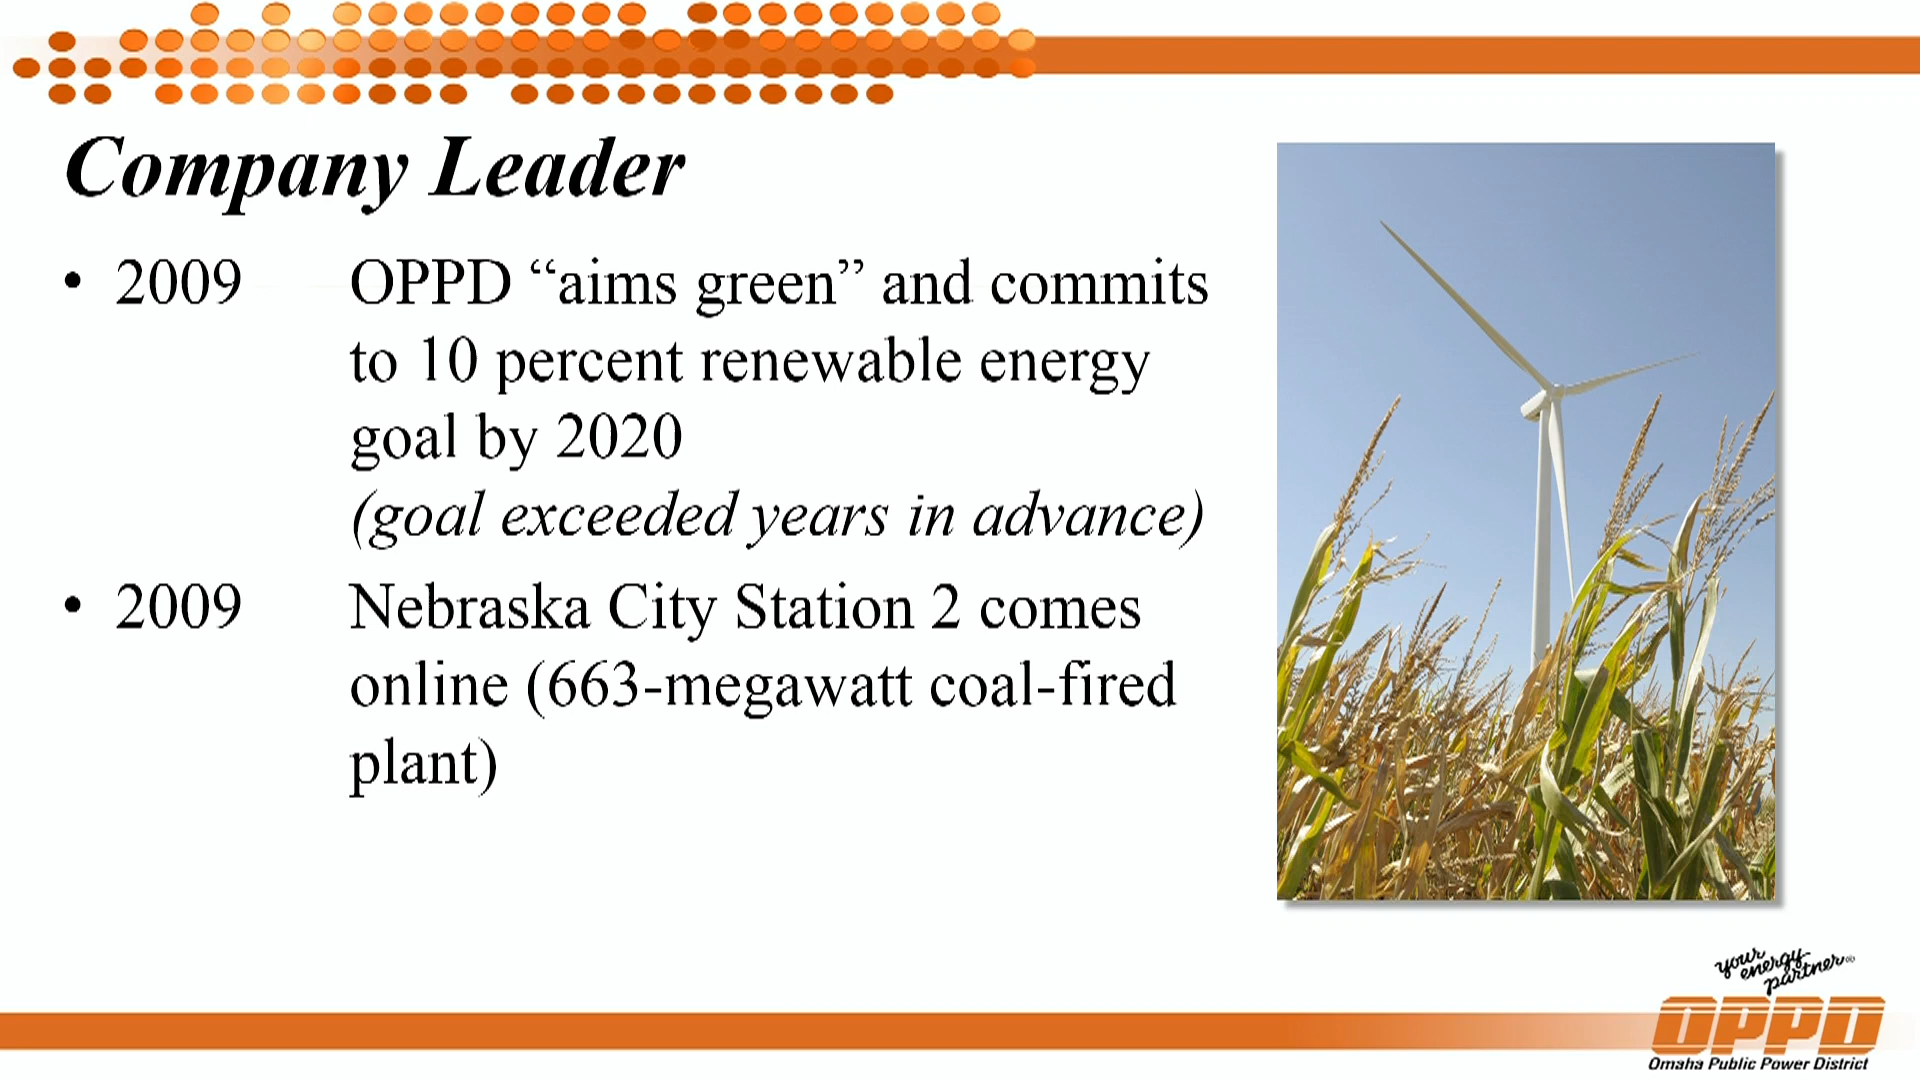 Company Leader
• 2009 OPPD “aims green” and commits
to 10 percent renewable energy
goal by 2020
(goal exceeded years in advance)
• 2009 Nebraska City Station 2 comes
online (663-megawatt coal-fired
plant)
your
energy
partner®
OPPD
Omaha Public Power District